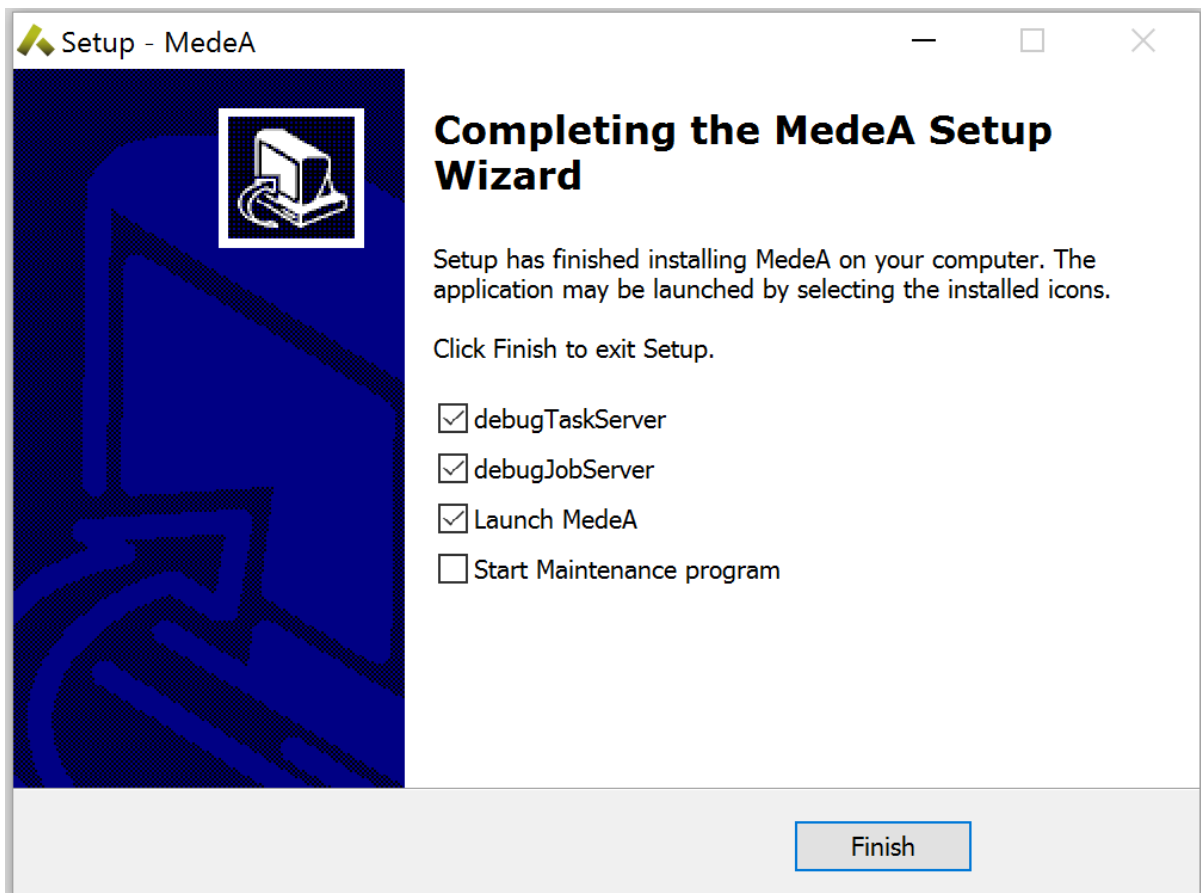 Setup - MedeA
Completing the MedeA Setup
Wizard
Setup has finished installing MedeA on your computer. The
application may be launched by selecting the installed icons.
Click Finish to exit Setup.
debugTaskServer
debugJobServer
Launch MedeA
Start Maintenance program
Finish